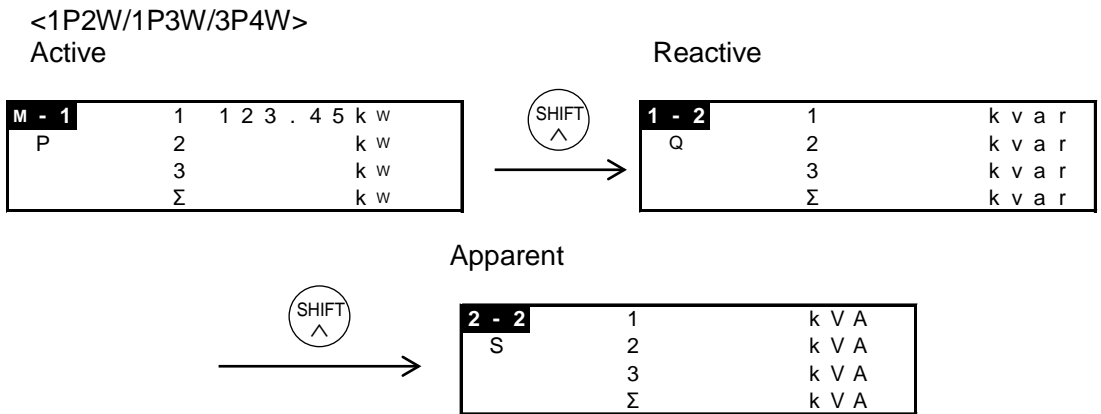 <1P2W/1P3W/3P4W>
Active
Reactive
M - 1 1 1 2 3 . 4 5 k W
P 2 k W
3 k W
Σ k W
SHIFT
1 - 2 1 k v a r
Q 2 k v a r
3 k v a r
Σ k v a r
Apparent
SHIFT
2 - 2 1 k V A
S 2 k V A
3 k V A
Σ k V A